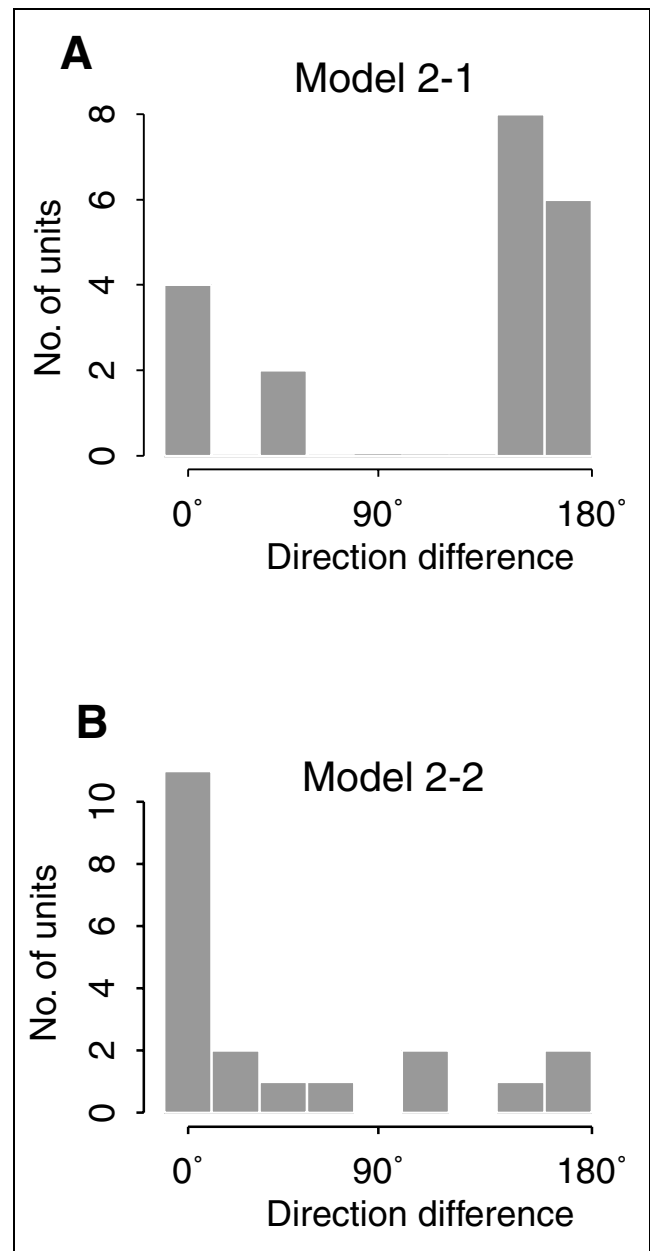 A
Model 2-1
No. of units
0
2
4
6
8
0˚
90˚
180˚
Direction difference
B
Model 2-2
No. of units
0
2
4
6
8
10
0˚
90˚
180˚
Direction difference